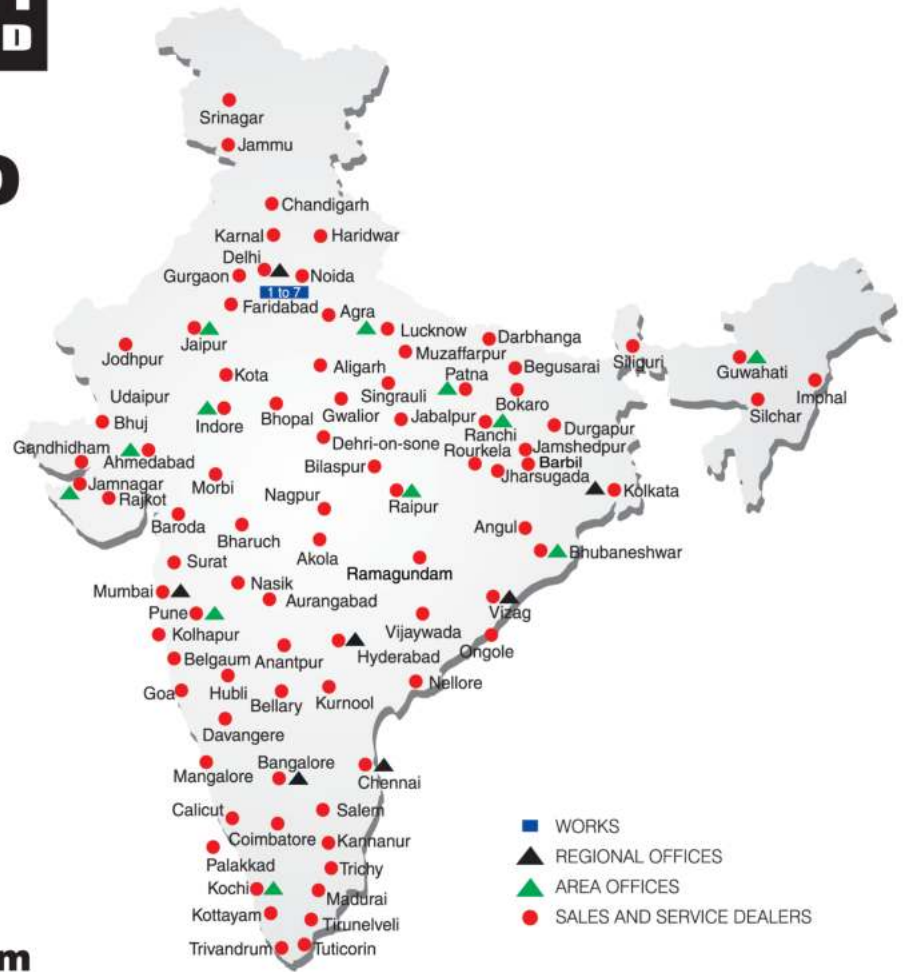 D
Srinagar
Jammu
Chandigarh
Karnal
Haridwar
Delhi
Gurgaon
Noida
1 to 7
Faridabad
Agra
Jaipur
Lucknow
Darbhanga
Jodhpur
Muzaffarpur
Siliguri
Guwahati
Kota
Aligarh
Patna
Begusarai
Udaipur
Singrauli
Bokaro
Imphal
Indore
Bhopal
Gwalior
Jabalpur
Silchar
Bhuj
Ranchi
Durgapur
Gandhidham
Dehri-on-sone
Rourkela
Jamshedpur
Ahmedabad
Bilaspur
Barbil
Jharsugada
Jamnagar
Morbi
Kolkata
Rajkot
Nagpur
Raipur
Baroda
Bharuch
Angul
Akola
Bhubaneshwar
Surat
Ramagundam
Nasik
Mumbai
Aurangabad
Pune
Vizag
Kolhapur
Vijaywada
Ongole
Belgaum
Anantpur
Hyderabad
Goa
Hubli
Nellore
Bellary
Kurnool
Davangere
Mangalore
Bangalore
Chennai
Calicut
Salem
Coimbatore
Kannanur
Palakkad
Trichy
Kochi
Madurai
Kottayam
Tirunelveli
Trivandrum
Tuticorin
WORKS
REGIONAL OFFICES
AREA OFFICES
SALES AND SERVICE DEALERS
m